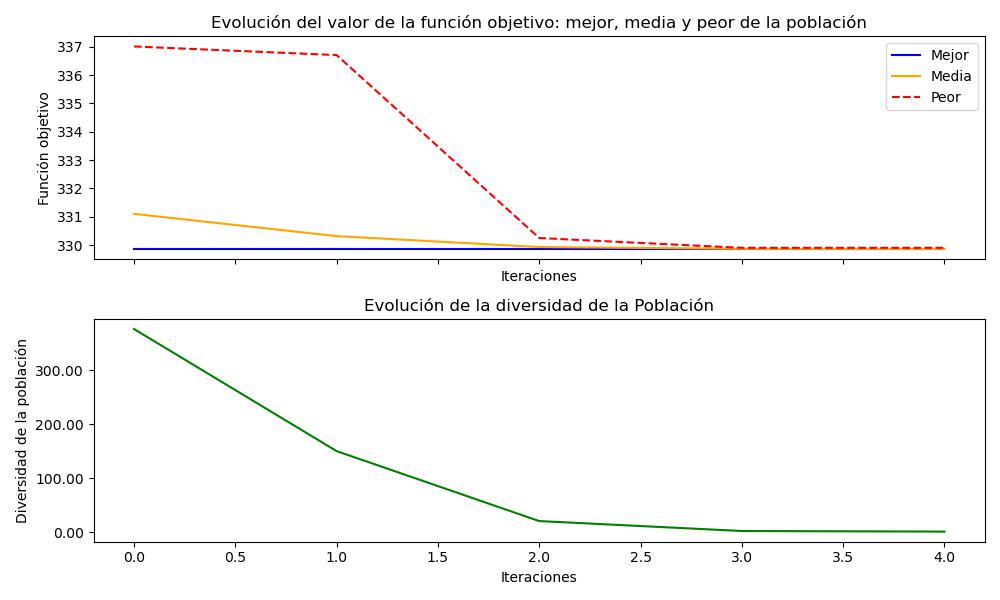 Evolución del valor de la función objetivo: mejor, media y peor de la población
337
336
335
334
333
332
331
330
Función objetivo
Mejor
Media
Peor
Iteraciones
Evolución de la diversidad de la Población
300.00
200.00
100.00
0.00
Diversidad de la población
0.0 0.5 1.0 1.5 2.0 2.5 3.0 3.5 4.0
Iteraciones